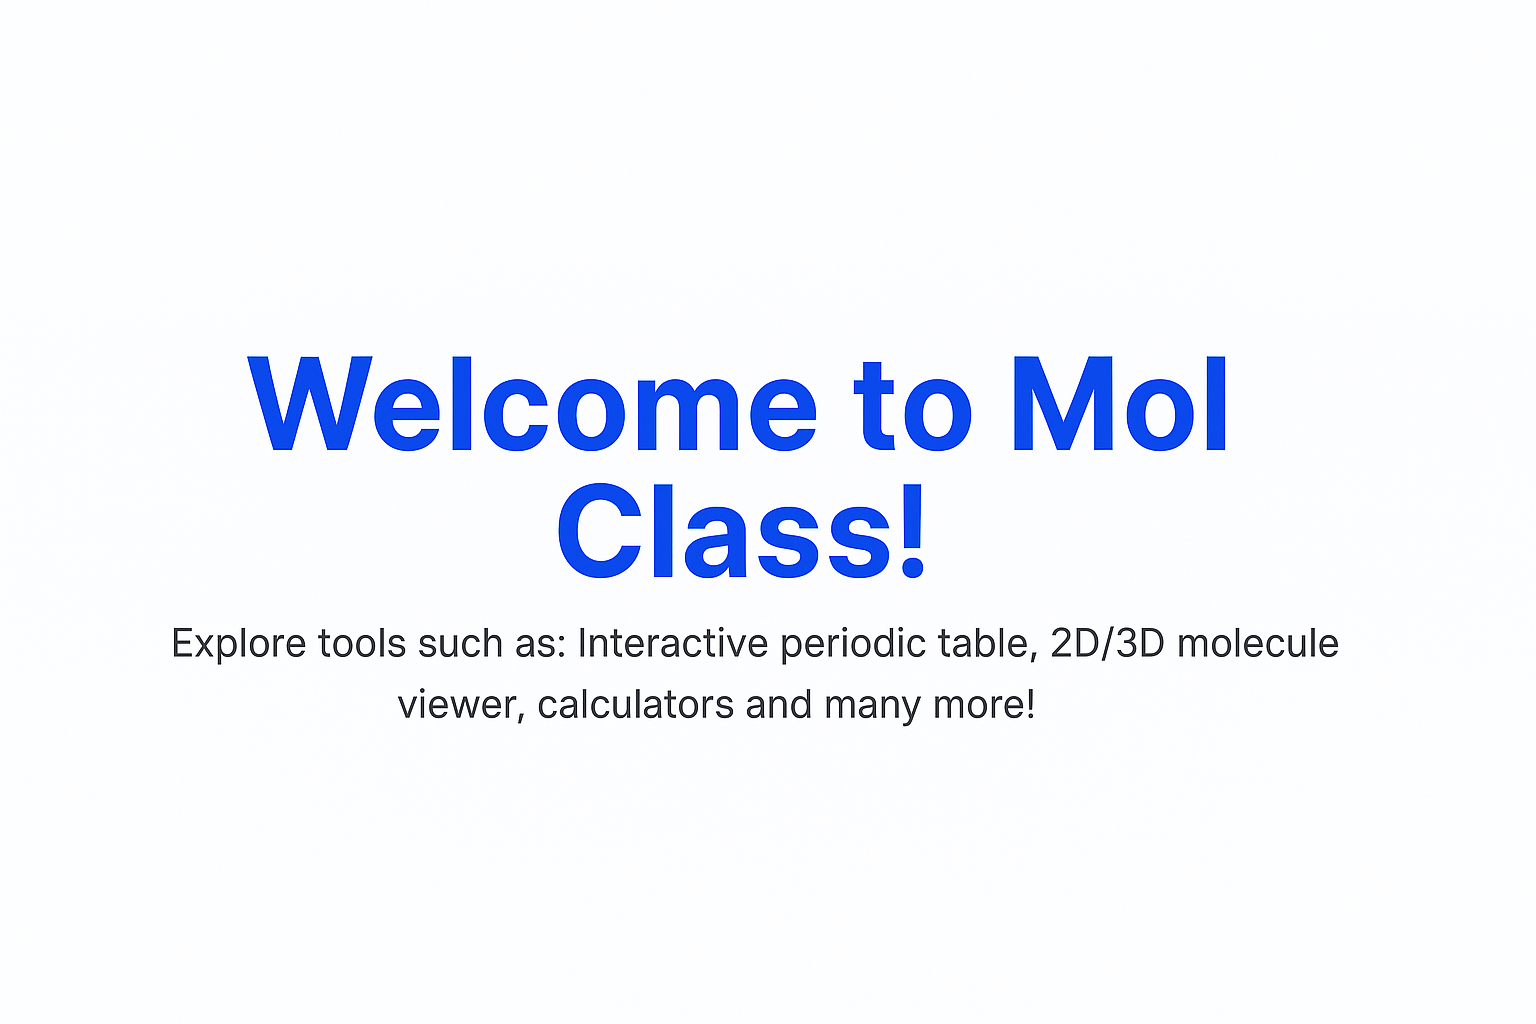 Welcome to Mol
Class!
Explore tools such as: Interactive periodic table, 2D/3D molecule
viewer, calculators and many more!